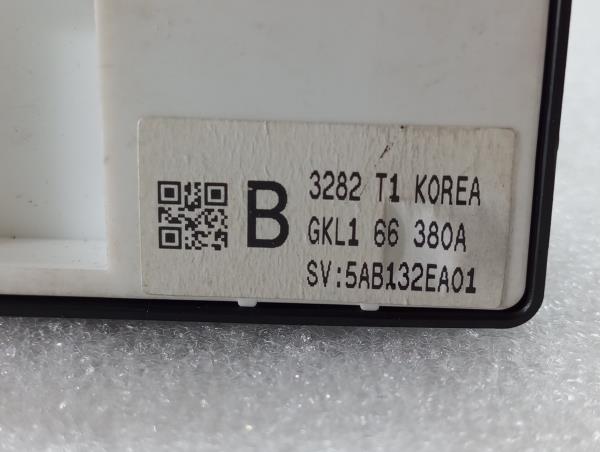 B
3282 T1 KOREA
GKL1 66 380A
SV:5AB132EA01